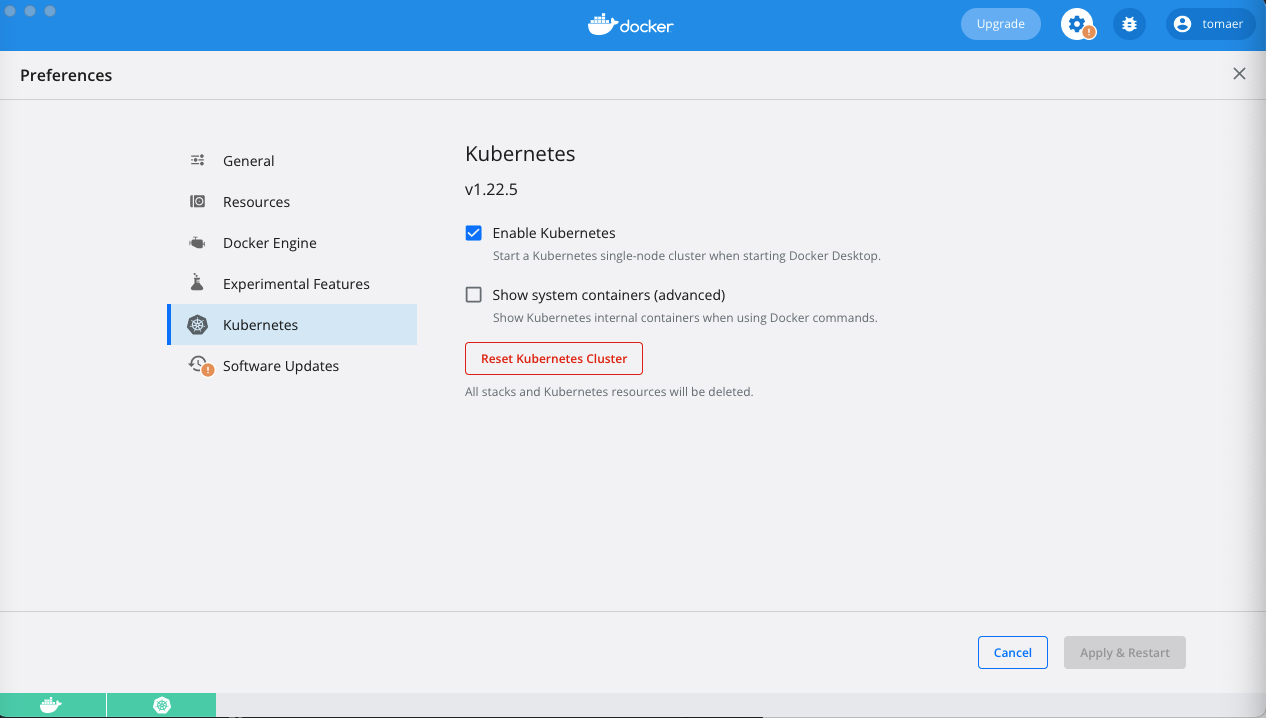 docker
Upgrade
tomaer
Preferences
General
Resources
Docker Engine
Experimental Features
Kubernetes
Software Updates
Kubernetes
v1.22.5
Enable Kubernetes
Start a Kubernetes single-node cluster when starting Docker Desktop.
Show system containers (advanced)
Show Kubernetes internal containers when using Docker commands.
Reset Kubernetes Cluster
All stacks and Kubernetes resources will be deleted.
Cancel
Apply & Restart